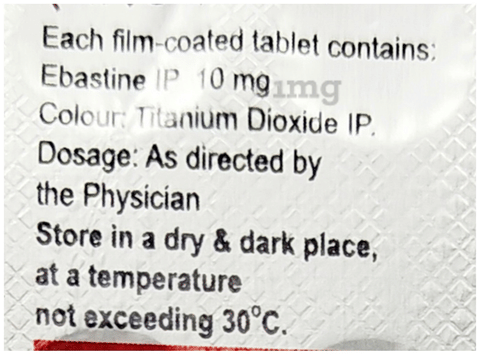 Each film-coated tablet contains:
Ebastine IP 10 mg
1mg
Colour: Titanium Dioxide IP.
Dosage: As directed by
the Physician
Store in a dry & dark place,
at a temperature
not exceeding 30°C.